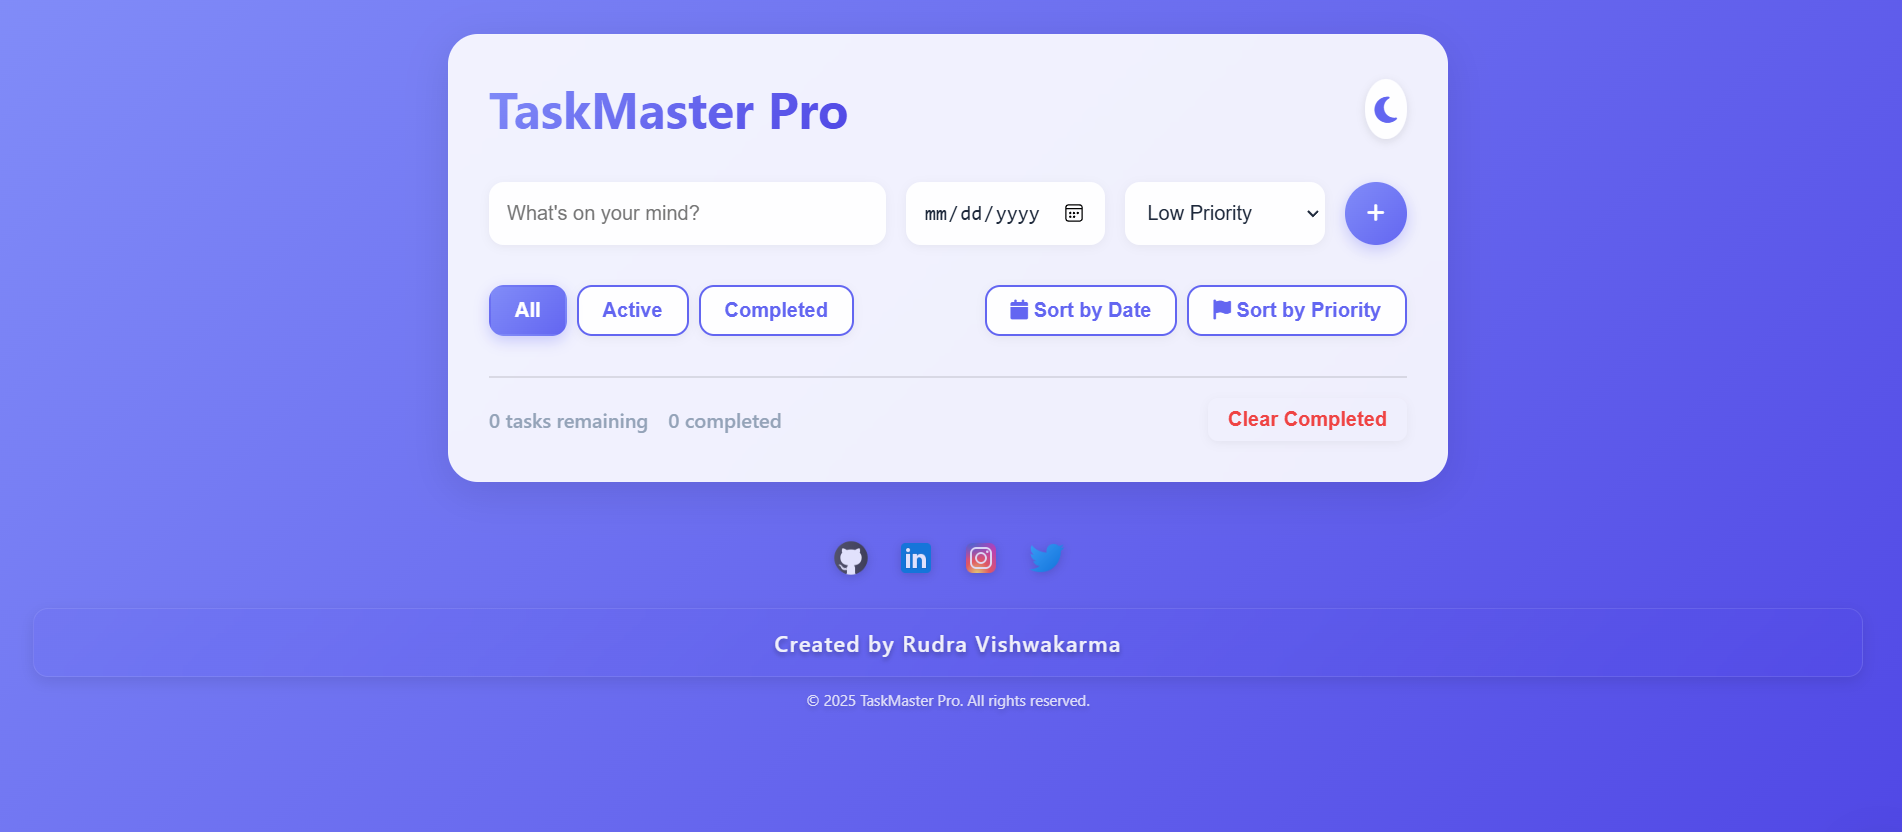 TaskMaster Pro
What's on your mind? mm/dd/yyyy Low Priority +
All Active Completed Sort by Date Sort by Priority
0 tasks remaining 0 completed Clear Completed
in
Created by Rudra Vishwakarma
© 2025 TaskMaster Pro. All rights reserved.